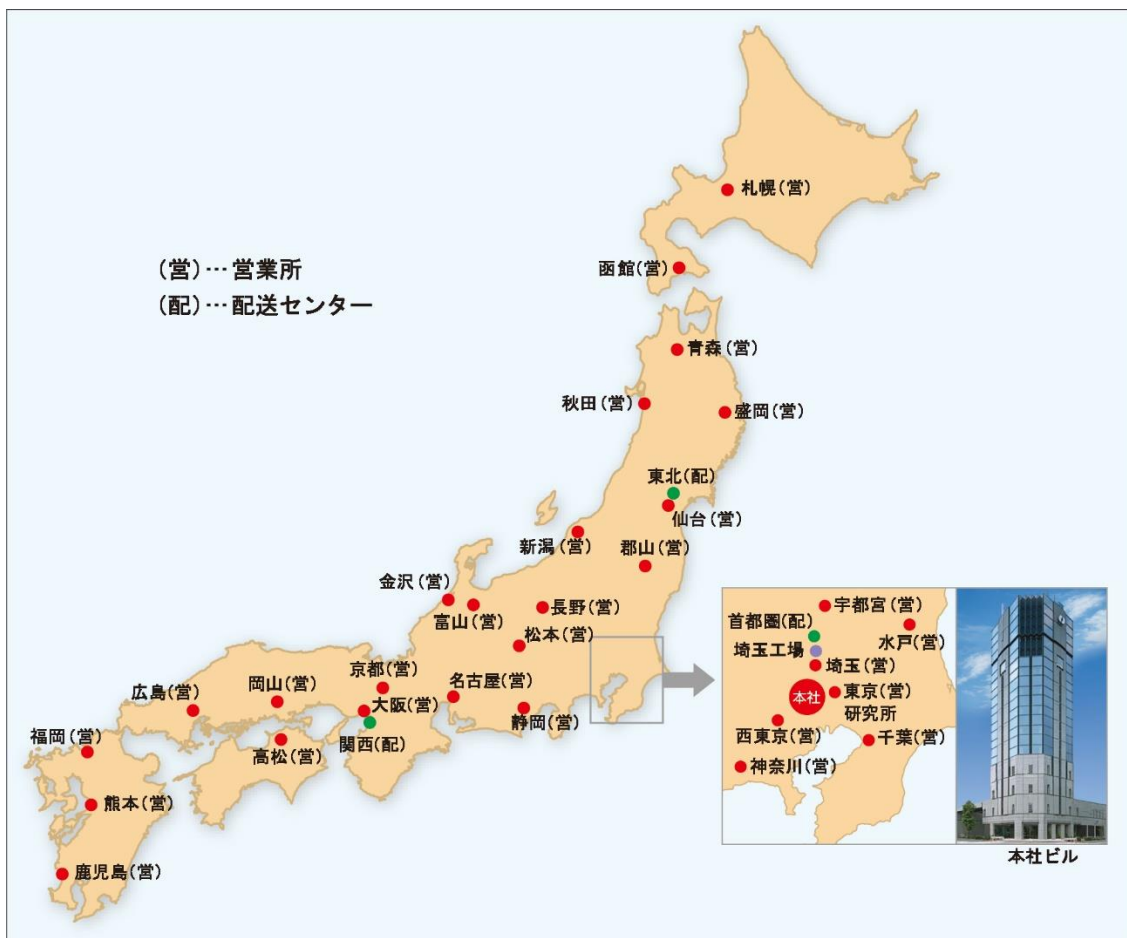 札幌（営）
函館（営）
（営）…営業所
（配）…配送センター
青森（営）
秋田（営）
盛岡（営）
東北（配）
仙台（営）
新潟（営）
郡山（営）
金沢（営）
富山（営）
長野（営）
松本（営）
京都（営）
名古屋（営）
岡山（営）
広島（営）
大阪（営）
静岡（営）
福岡（営）
高松（営）
関西（配）
熊本（営）
鹿児島（営）
宇都宮（営）
首都圏（配）
水戸（営）
埼玉工場
埼玉（営）
本社
東京（営）
研究所
西東京（営）
千葉（営）
神奈川（営）
本社ビル